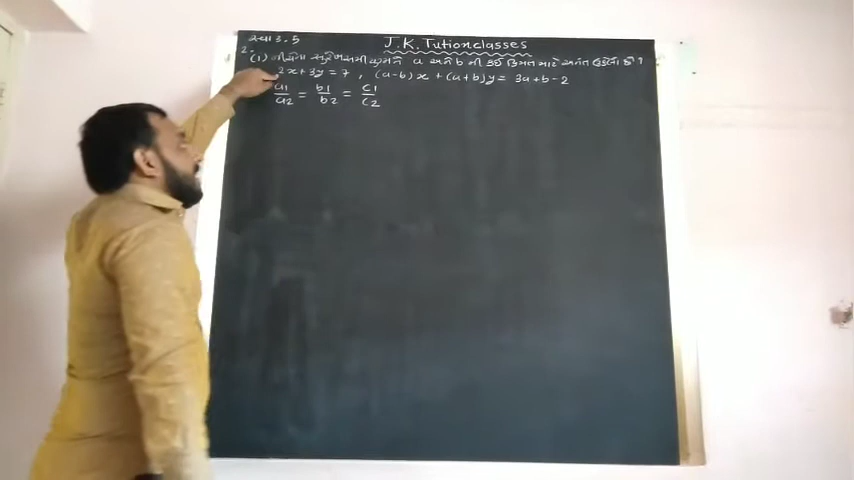 સ્વા 3.5
J.K. Tutionclasses
2. (1) નીચેના સુરેખ સમીકરણને a અને b ની કઈ કિંમત માટે અનંત ઉકેલો છે ?
2x+3y = 7 , (a-b)x + (a+b)y = 3a+b-2
a1/a2 = b1/b2 = c1/c2